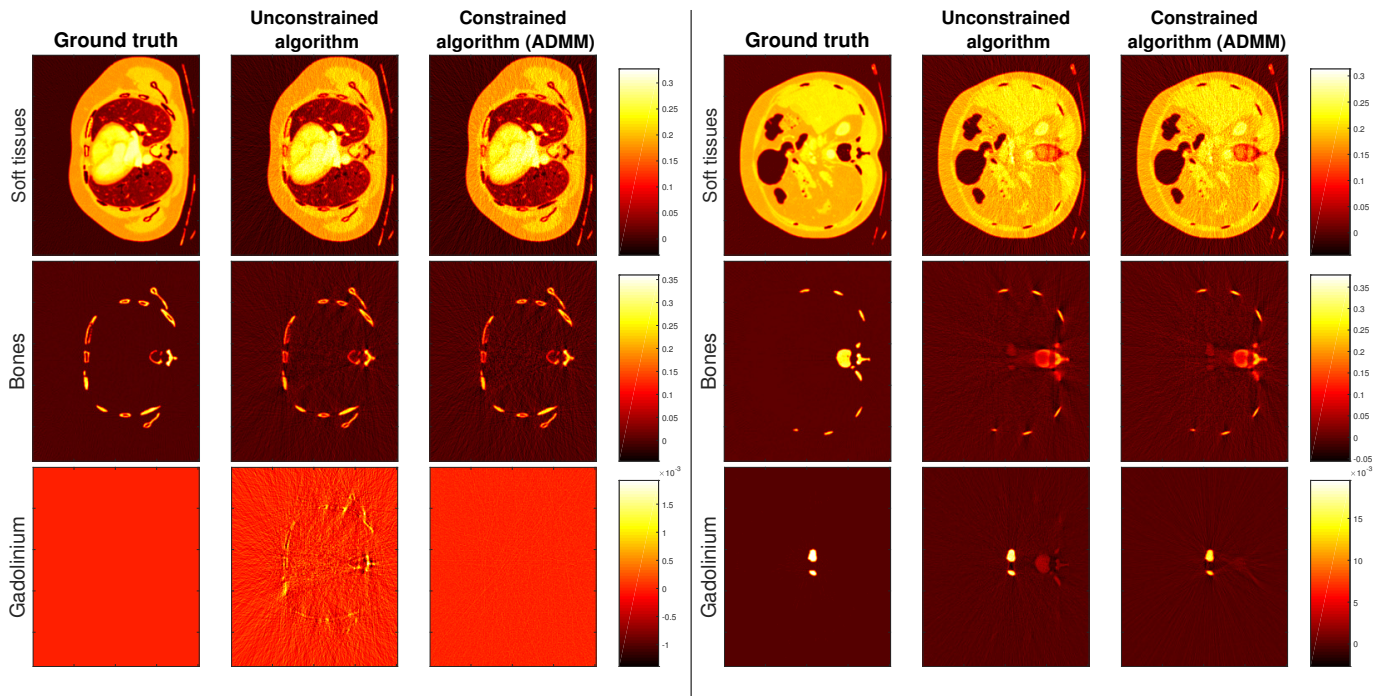 Ground truth
Unconstrained
algorithm
Constrained
algorithm (ADMM)
Ground truth
Unconstrained
algorithm
Constrained
algorithm (ADMM)
Soft tissues
0.3
0.25
0.2
0.15
0.1
0.05
0
Soft tissues
0.3
0.25
0.2
0.15
0.1
0.05
0
Bones
0.35
0.3
0.25
0.2
0.15
0.1
0.05
0
Bones
0.35
0.3
0.25
0.2
0.15
0.1
0.05
0
-0.05
Gadolinium
×10⁻³
1.5
1
0.5
0
-0.5
-1
Gadolinium
×10⁻³
15
10
5
0